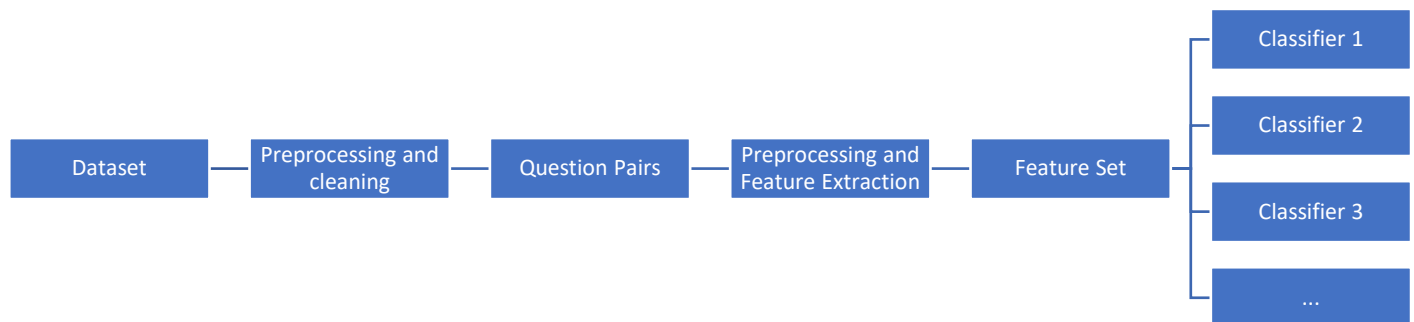 Dataset
Preprocessing and
cleaning
Question Pairs
Preprocessing and
Feature Extraction
Feature Set
Classifier 1
Classifier 2
Classifier 3
...